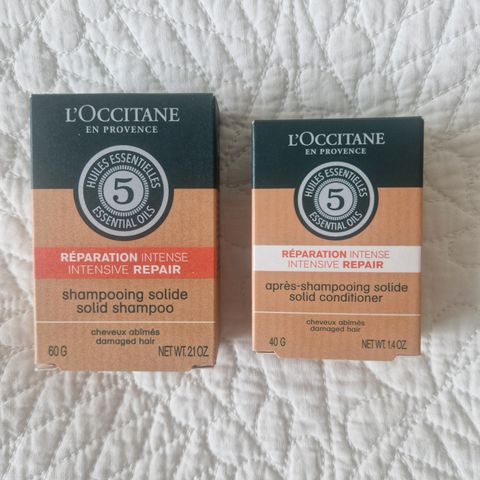 L'OCCITANE
EN PROVENCE
HUILES ESSENTIELLES
5
ESSENTIAL OILS
RÉPARATION INTENSE
INTENSIVE REPAIR
shampooing solide
solid shampoo
cheveux abîmés
damaged hair
60 G
NET WT. 2.1 OZ.
L'OCCITANE
EN PROVENCE
HUILES ESSENTIELLES
5
ESSENTIAL OILS
RÉPARATION INTENSE
INTENSIVE REPAIR
après-shampooing solide
solid conditioner
cheveux abîmés
damaged hair
40 G
NET WT. 1.4 OZ.